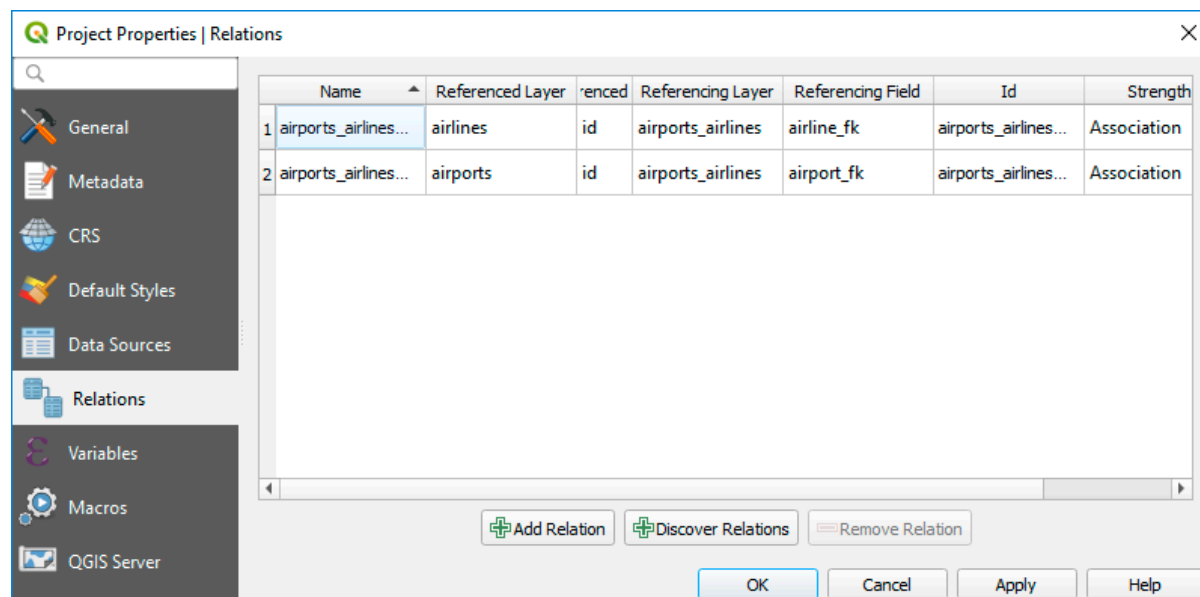 Project Properties | Relations
General
Metadata
CRS
Default Styles
Data Sources
Relations
Variables
Macros
QGIS Server
Name Referenced Layer renced Referencing Layer Referencing Field Id Strength
1 airports_airlines... airlines id airports_airlines airline_fk airports_airlines... Association
2 airports_airlines... airports id airports_airlines airport_fk airports_airlines... Association
Add Relation Discover Relations Remove Relation
OK Cancel Apply Help